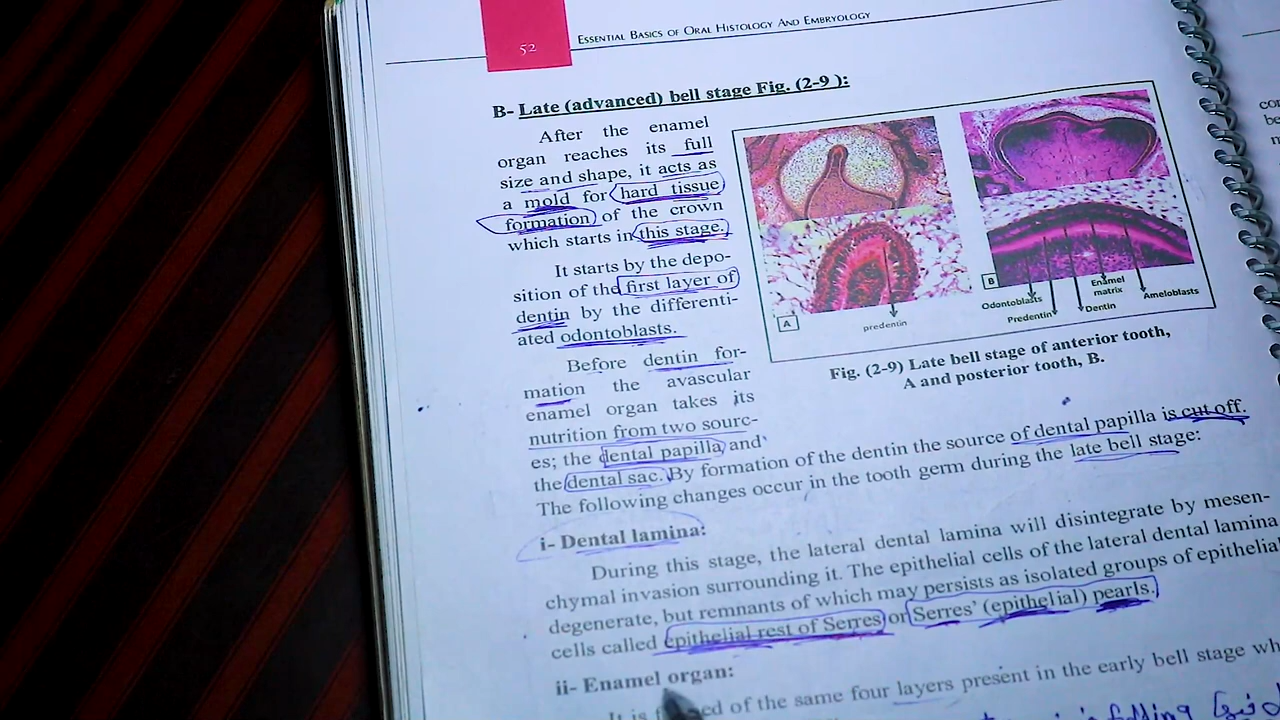 52
ESSENTIAL BASICS OF ORAL HISTOLOGY AND EMBRYOLOGY
B- Late (advanced) bell stage Fig. (2-9 ):
After the enamel
organ reaches its full
size and shape, it acts as
a mold for hard tissue
formation of the crown
which starts in this stage.
It starts by the depo-
sition of the first layer of
dentin by the differenti-
ated odontoblasts.
Before dentin for-
mation the avascular
enamel organ takes its
nutrition from two sourc-
es; the dental papilla and
the dental sac. By formation of the dentin the source of dental papilla is cut off.
The following changes occur in the tooth germ during the late bell stage:
A
predentin
B
Odontoblasts
Predentin
Enamel
matrix
Dentin
Ameloblasts
Fig. (2-9) Late bell stage of anterior tooth,
A and posterior tooth, B.
i- Dental lamina:
During this stage, the lateral dental lamina will disintegrate by mesen-
chymal invasion surrounding it. The epithelial cells of the lateral dental lamina
degenerate, but remnants of which may persists as isolated groups of epithelial
cells called epithelial rest of Serres or Serres' (epithelial) pearls.
ii- Enamel organ:
It is of the same four layers present in the early bell stage
co
be